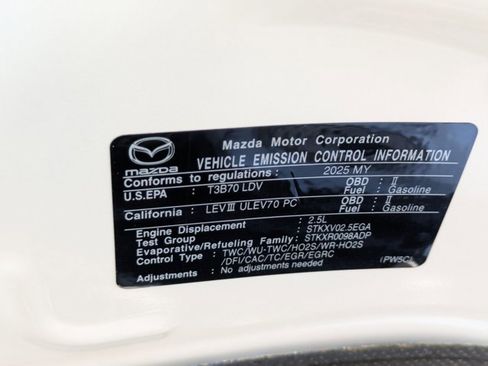 Mazda Motor Corporation
mazda
VEHICLE EMISSION CONTROL INFORMATION
Conforms to regulations : 2025 MY
U.S.EPA : T3B70 LDV OBD : II
Fuel : Gasoline
California : LEVIII ULEV70 PC OBD : II
Fuel : Gasoline
Engine Displacement : 2.5L
Test Group : STKXV02.5EGA
Evaporative/Refueling Family : STKXR0098ADP
Control Type : TWC/WU-TWC/HO2S/WR-HO2S
/DFI/CAC/TC/EGR/EGRC
Adjustments : No adjustments needed. (PW5C)